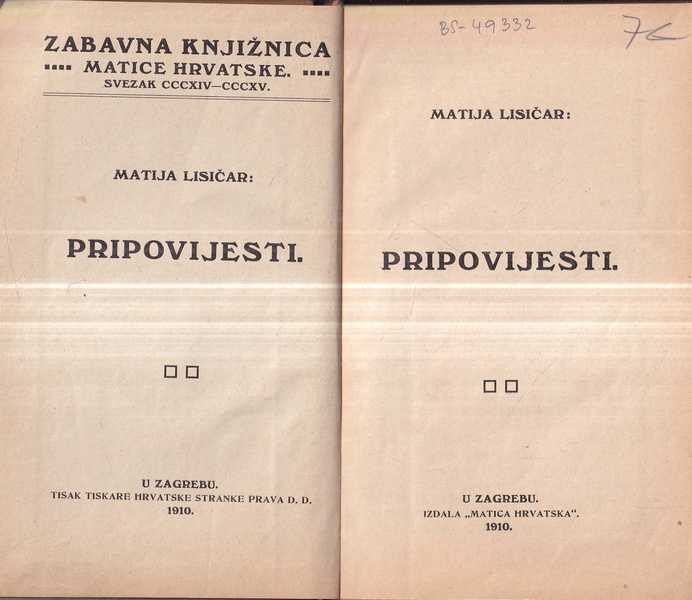 ZABAVNA KNJIŽNICA
MATICE HRVATSKE.
SVEZAK CCCXIV—CCCXV.
MATIJA LISIČAR:
PRIPOVIJESTI.
U ZAGREBU.
TISAK TISKARE HRVATSKE STRANKE PRAVA D. D.
1910.
BS-49332
MATIJA LISIČAR:
PRIPOVIJESTI.
U ZAGREBU.
IZDALA „MATICA HRVATSKA“.
1910.